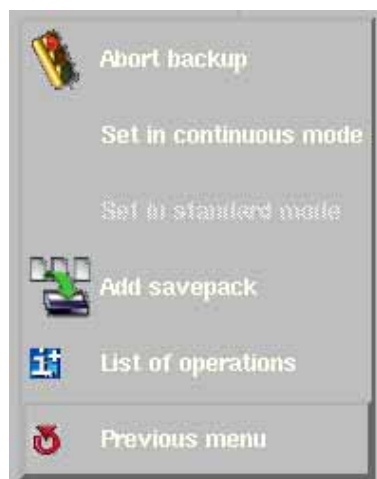 Abort backup
Set in continuous mode
Set in standard mode
Add savepack
List of operations
Previous menu